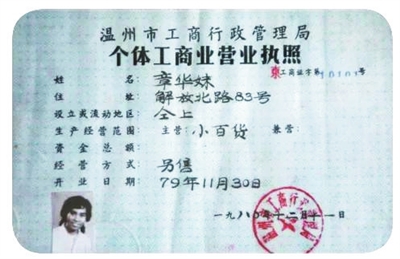 温州市工商行政管理局
个体工商业营业执照
东工商证字第10101号
姓名：章华妹
住址：解放北路83号
设立或流动地区：仝上
生产经营范围：主营：小百货 兼营：
资金总额：
经营方式：另售
开业日期：79年11月30日
一九八〇年十二月十一日